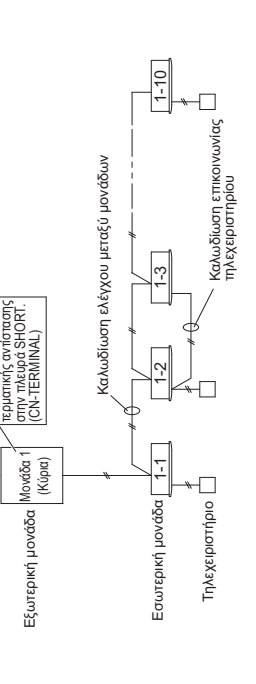 τερματικής αντίστασης
στην πλευρά SHORT.
(CN-TERMINAL)
Εξωτερική μονάδα
Μονάδα 1
(Κύρια)
Καλωδίωση ελέγχου μεταξύ μονάδων
Εσωτερική μονάδα
1-1
1-2
1-3
1-10
Καλωδίωση επικοινωνίας
τηλεχειριστηρίου
Τηλεχειριστήριο